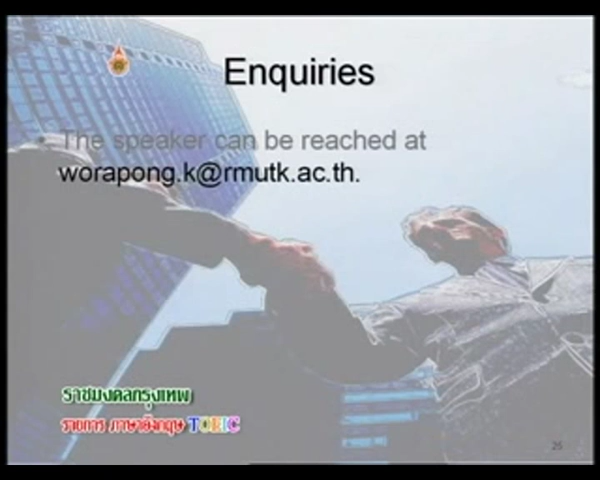 Enquiries
• The speaker can be reached at
worapong.k@rmutk.ac.th.
ราชมงคลกรุงเทพ
รายการ ภาษาอังกฤษ TOEIC
25